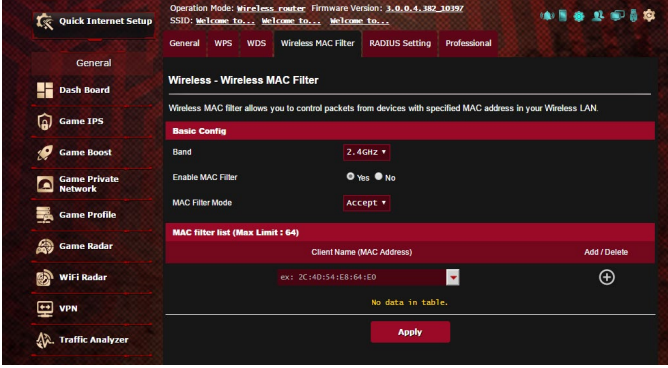 Quick Internet Setup
Operation Mode: Wireless router Firmware Version: 3.0.0.4.382_10397
SSID: Welcome to... Welcome to... Welcome to...
General WPS WDS Wireless MAC Filter RADIUS Setting Professional
General
Dash Board
Game IPS
Game Boost
Game Private
Network
Game Profile
Game Radar
WiFi Radar
VPN
Traffic Analyzer
Wireless - Wireless MAC Filter
Wireless MAC filter allows you to control packets from devices with specified MAC address in your Wireless LAN.
Basic Config
Band 2.4GHz
Enable MAC Filter Yes No
MAC Filter Mode Accept
MAC filter list (Max Limit : 64)
Client Name (MAC Address) Add / Delete
ex: 2C:4D:54:E8:64:E0
No data in table.
Apply